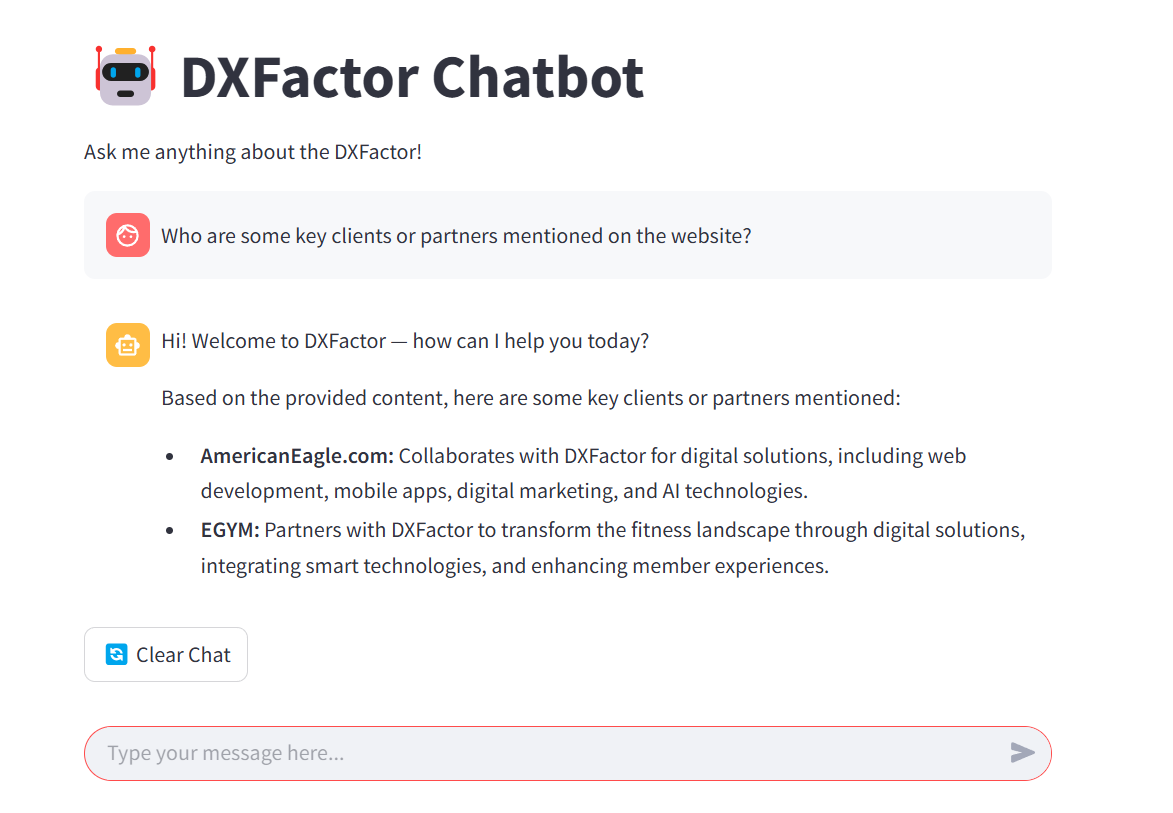 DXFactor Chatbot
Ask me anything about the DXFactor!
Who are some key clients or partners mentioned on the website?
Hi! Welcome to DXFactor — how can I help you today?
Based on the provided content, here are some key clients or partners mentioned:
• AmericanEagle.com: Collaborates with DXFactor for digital solutions, including web
development, mobile apps, digital marketing, and AI technologies.
• EGYM: Partners with DXFactor to transform the fitness landscape through digital solutions,
integrating smart technologies, and enhancing member experiences.
Clear Chat
Type your message here...